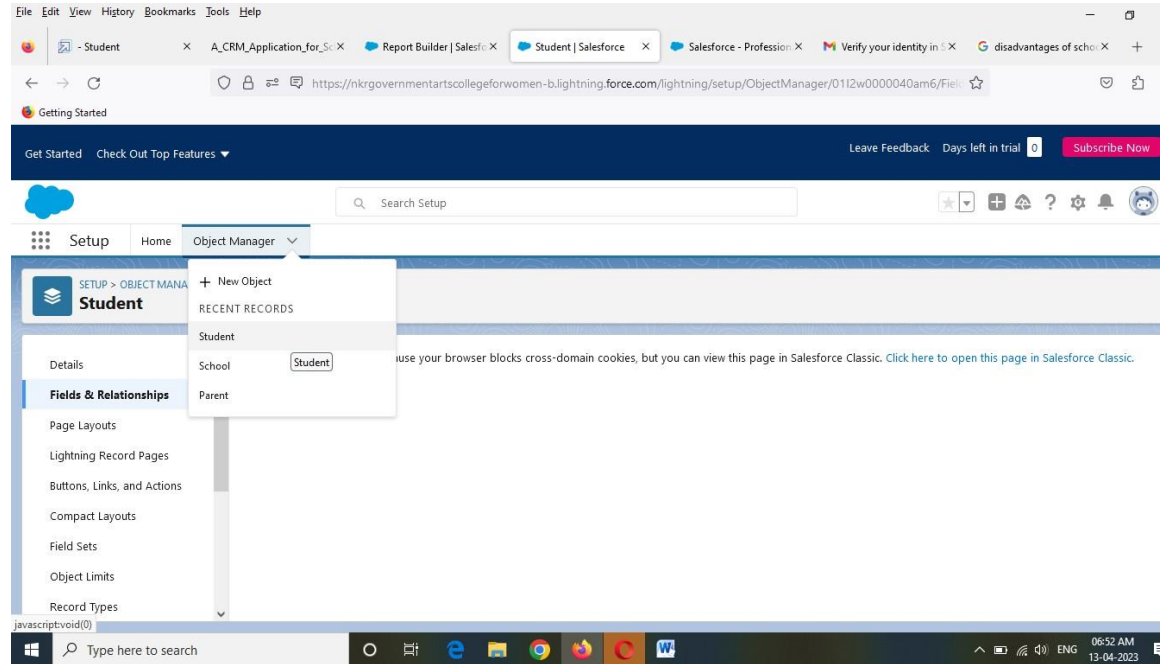 File Edit View History Bookmarks Tools Help
- Student
A_CRM_Application_for_Sc
Report Builder | Salesfo
Student | Salesforce
Salesforce - Profession
Verify your identity in S
disadvantages of schoo
https://nkrgovernmentartscollegeforwomen-b.lightning.force.com/lightning/setup/ObjectManager/01I2w0000040am6/Fiel
Getting Started
Get Started Check Out Top Features
Leave Feedback Days left in trial 0 Subscribe Now
Search Setup
Setup Home Object Manager
SETUP > OBJECT MANA
Student
+ New Object
RECENT RECORDS
Student
School
Parent
Student
use your browser blocks cross-domain cookies, but you can view this page in Salesforce Classic. Click here to open this page in Salesforce Classic.
Details
Fields & Relationships
Page Layouts
Lightning Record Pages
Buttons, Links, and Actions
Compact Layouts
Field Sets
Object Limits
Record Types
javascript:void(0)
Type here to search
ENG
06:52 AM
13-04-2023